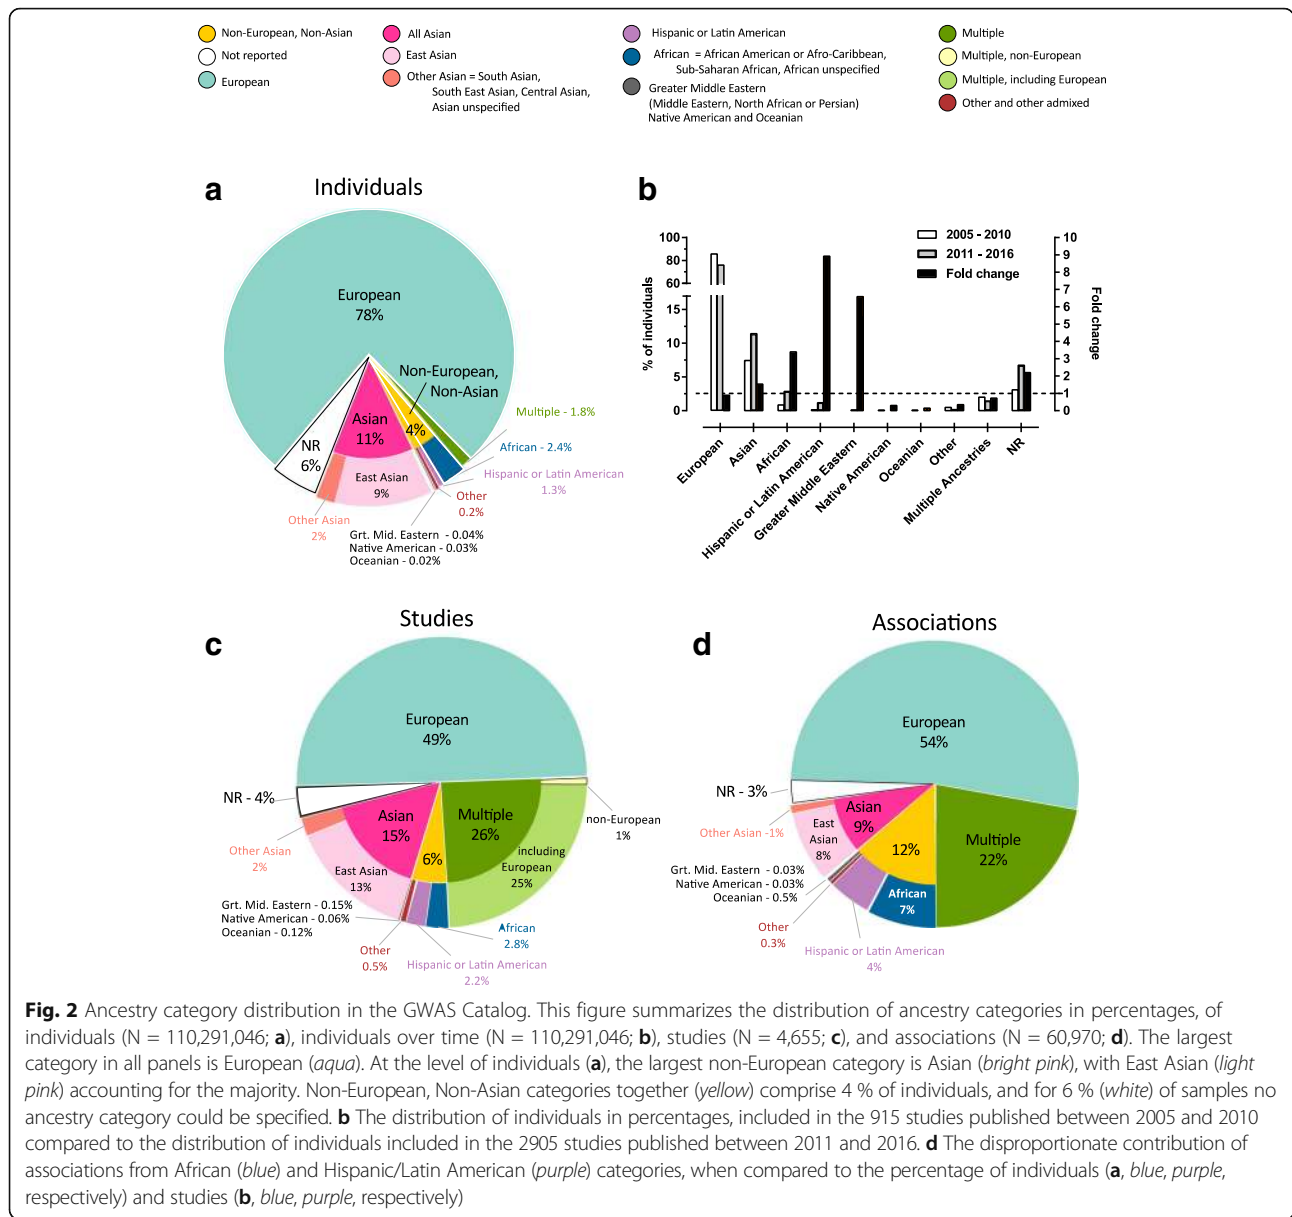 Non-European, Non-Asian
Not reported
European
All Asian
East Asian
Other Asian = South Asian,
South East Asian, Central Asian,
Asian unspecified
Hispanic or Latin American
African = African American or Afro-Caribbean,
Sub-Saharan African, African unspecified
Greater Middle Eastern
(Middle Eastern, North African or Persian)
Native American and Oceanian
Multiple
Multiple, non-European
Multiple, including European
Other and other admixed
a
Individuals
European
78%
Non-European,
Non-Asian
4%
Asian
11%
NR
6%
East Asian
9%
Other Asian
2%
Multiple - 1.8%
African - 2.4%
Hispanic or Latin American
1.3%
Other
0.2%
Grt. Mid. Eastern - 0.04%
Native American - 0.03%
Oceanian - 0.02%
b
2005 - 2010
2011 - 2016
Fold change
% of individuals
100
80
60
15
10
5
0
Fold change
10
9
8
7
6
5
4
3
2
1
0
European
Asian
African
Hispanic or Latin American
Greater Middle Eastern
Native American
Oceanian
Other
Multiple Ancestries
NR
c
Studies
European
49%
NR - 4%
Asian
15%
6%
Multiple
26%
non-European
1%
including
European
25%
Other Asian
2%
East Asian
13%
Grt. Mid. Eastern - 0.15%
Native American - 0.06%
Oceanian - 0.12%
Other
0.5%
Hispanic or Latin American
2.2%
African
2.8%
d
Associations
European
54%
NR - 3%
Asian
9%
12%
Multiple
22%
Other Asian -1%
East
Asian
8%
Grt. Mid. Eastern - 0.03%
Native American - 0.03%
Oceanian - 0.5%
Other
0.3%
Hispanic or Latin American
4%
African
7%
Fig. 2 Ancestry category distribution in the GWAS Catalog. This figure summarizes the distribution of ancestry categories in percentages, of
individuals (N = 110,291,046; a), individuals over time (N = 110,291,046; b), studies (N = 4,655; c), and associations (N = 60,970; d). The largest
category in all panels is European (aqua). At the level of individuals (a), the largest non-European category is Asian (bright pink), with East Asian (light
pink) accounting for the majority. Non-European, Non-Asian categories together (yellow) comprise 4 % of individuals, and for 6 % (white) of samples no
ancestry category could be specified. b The distribution of individuals in percentages, included in the 915 studies published between 2005 and 2010
compared to the distribution of individuals included in the 2905 studies published between 2011 and 2016. d The disproportionate contribution of
associations from African (blue) and Hispanic/Latin American (purple) categories, when compared to the percentage of individuals (a, blue, purple,
respectively) and studies (b, blue, purple, respectively)